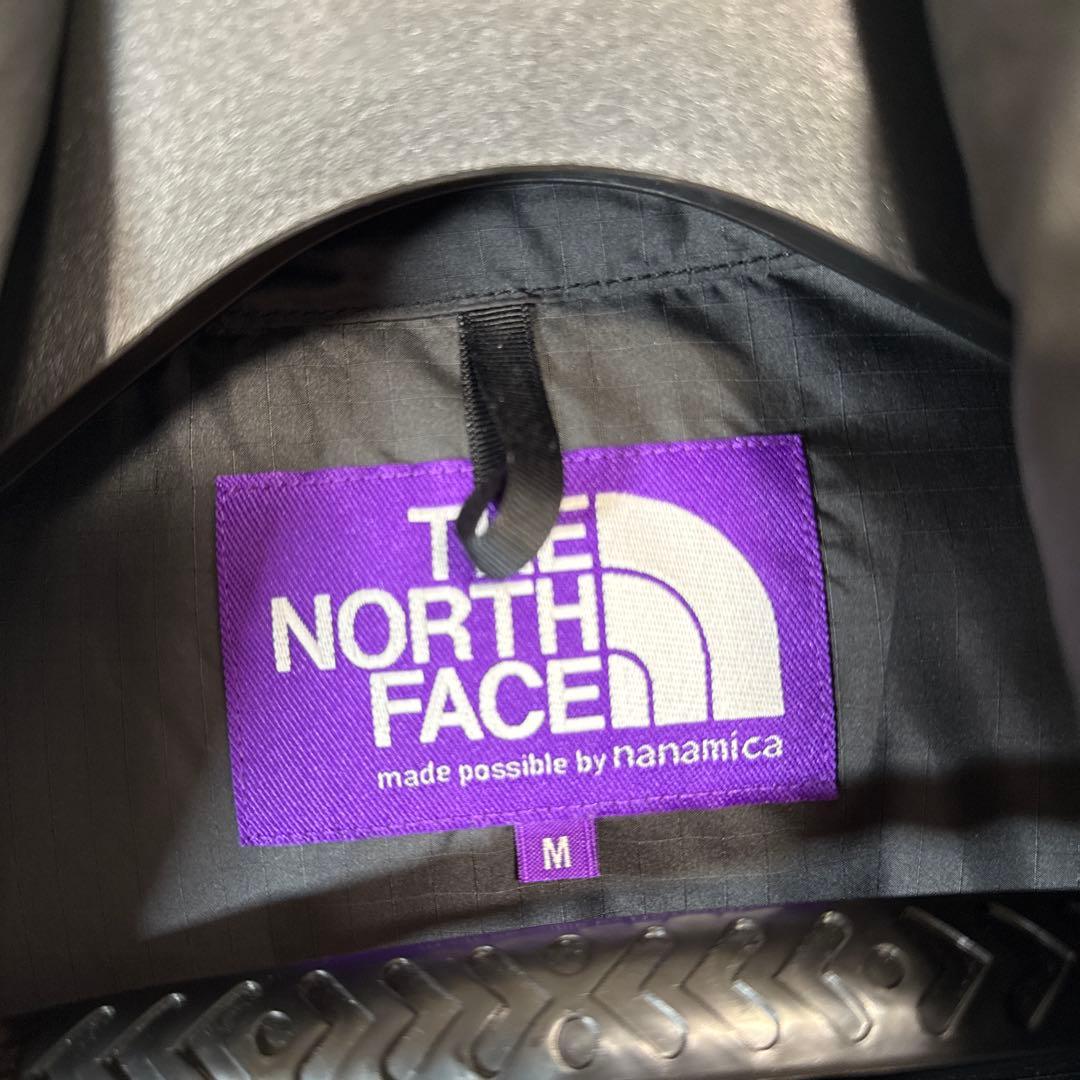 THE
NORTH
FACE
made possible by nanamica
M